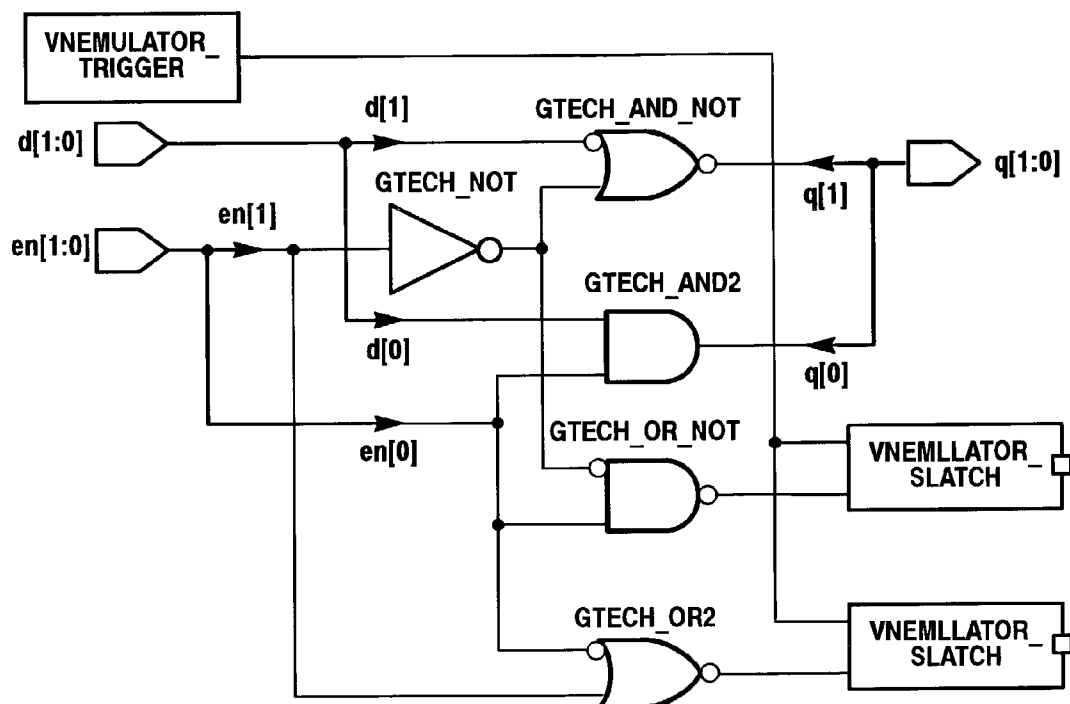 VNEMULATOR_
TRIGGER
d[1:0]
d[1]
GTECH_AND_NOT
q[1:0]
GTECH_NOT
q[1]
en[1:0]
en[1]
GTECH_AND2
d[0]
q[0]
en[0]
GTECH_OR_NOT
VNEMLLATOR_
SLATCH
GTECH_OR2
VNEMLLATOR_
SLATCH